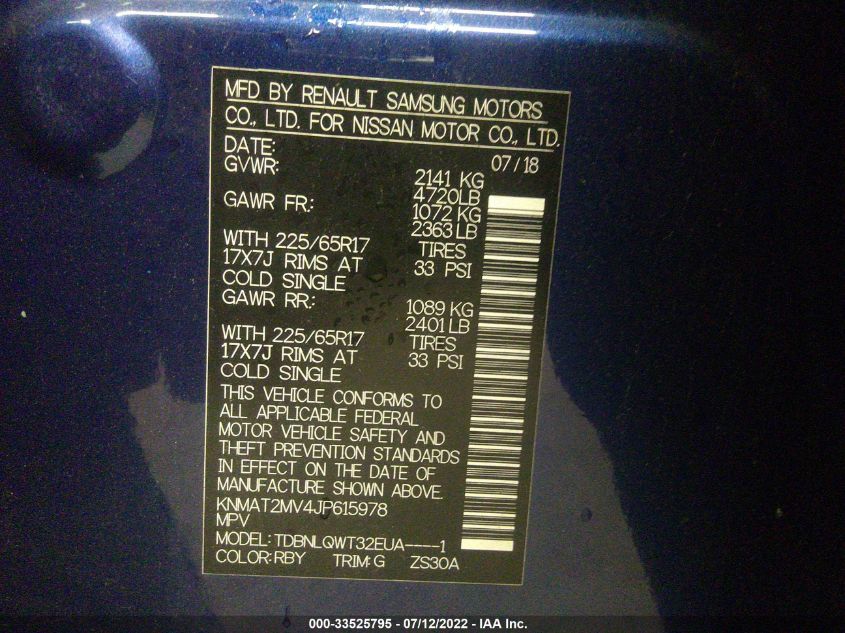 MFD BY RENAULT SAMSUNG MOTORS
CO., LTD. FOR NISSAN MOTOR CO., LTD.
DATE: 07/18
GVWR: 2141 KG
4720LB
GAWR FR.: 1072 KG
2363 LB
WITH 225/65R17 TIRES
17X7J RIMS AT 33 PSI
COLD SINGLE
GAWR RR.: 1089 KG
2401 LB
WITH 225/65R17 TIRES
17X7J RIMS AT 33 PSI
COLD SINGLE
THIS VEHICLE CONFORMS TO
ALL APPLICABLE FEDERAL
MOTOR VEHICLE SAFETY AND
THEFT PREVENTION STANDARDS
IN EFFECT ON THE DATE OF
MANUFACTURE SHOWN ABOVE.
KNMAT2MV4JP615978
MPV
MODEL: TDBNLQWT32EUA----1
COLOR: RBY TRIM: G ZS30A
000-33525795 - 07/12/2022 - IAA Inc.